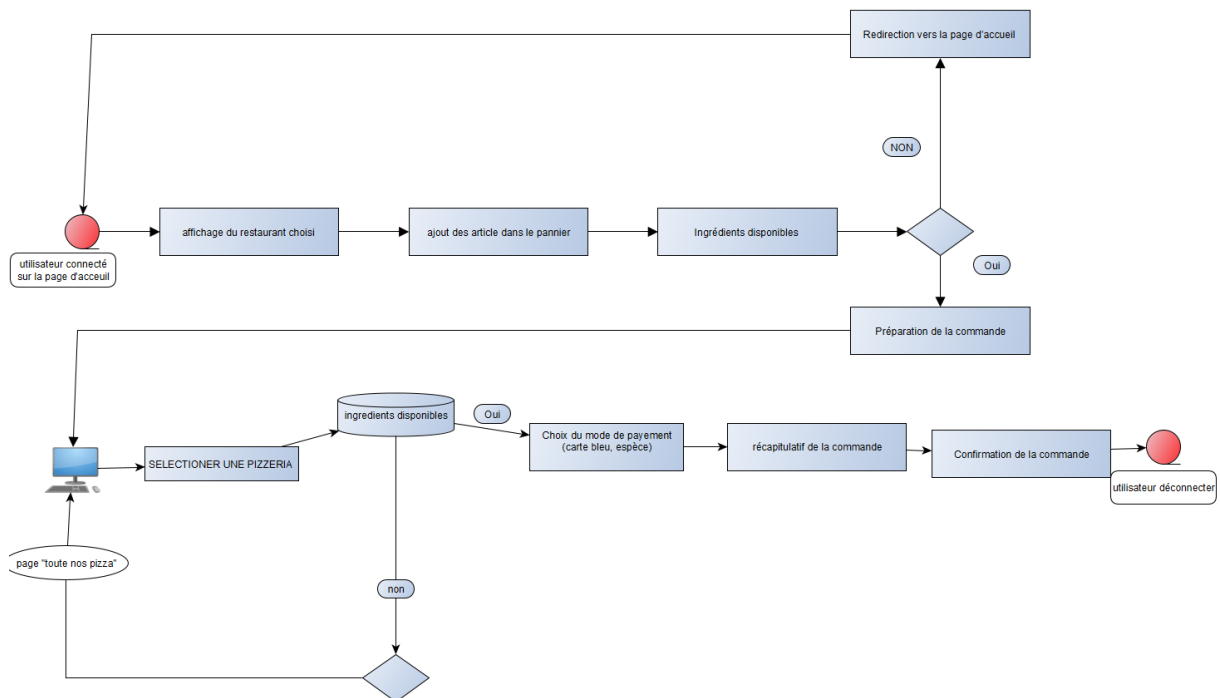 Redirection vers la page d'accueil
NON
affichage du restaurant choisi
ajout des article dans le pannier
Ingrédients disponibles
utilisateur connecté
sur la page d'acceuil
Oui
Préparation de la commande
ingredients disponibles
Oui
Choix du mode de payement
(carte bleu, espèce)
récapitulatif de la commande
Confirmation de la commande
SELECTIONER UNE PIZZERIA
utilisateur déconnecter
page "toute nos pizza"
non